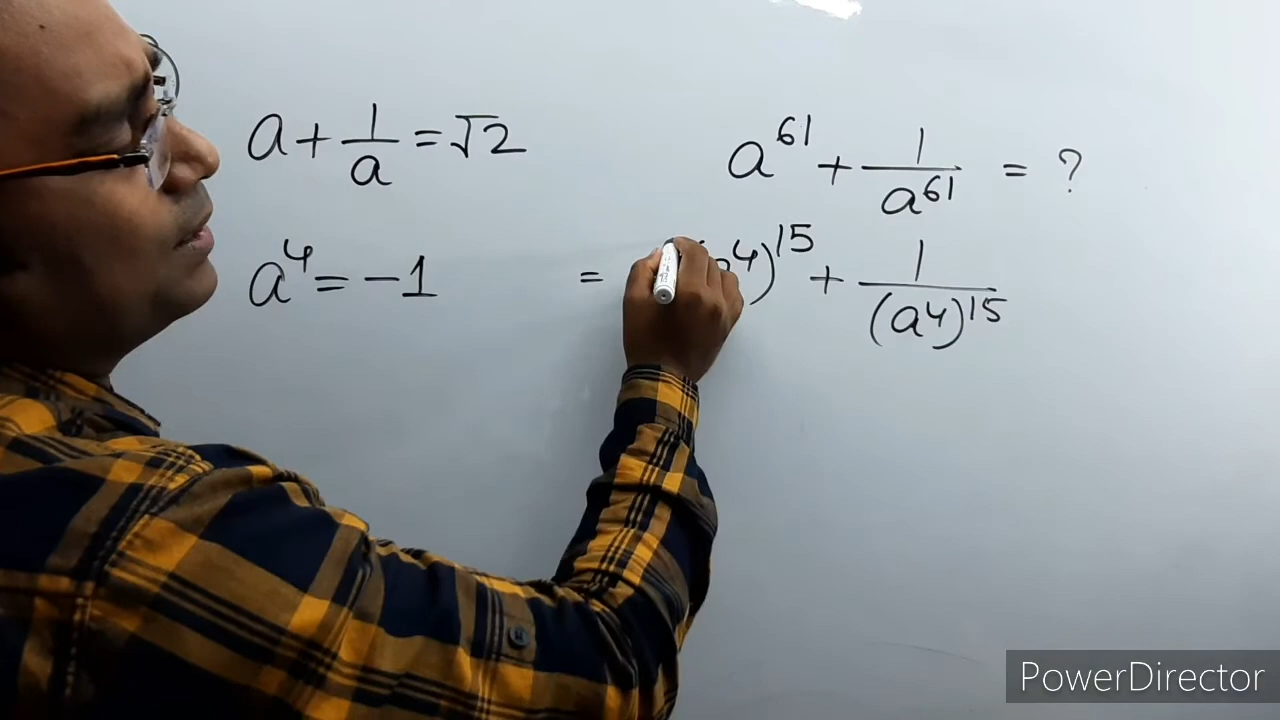 a + 1/a = √2
a^61 + 1/a^61 = ?
a^4 = -1
= 4)^15 + 1/(a^4)^15
PowerDirector